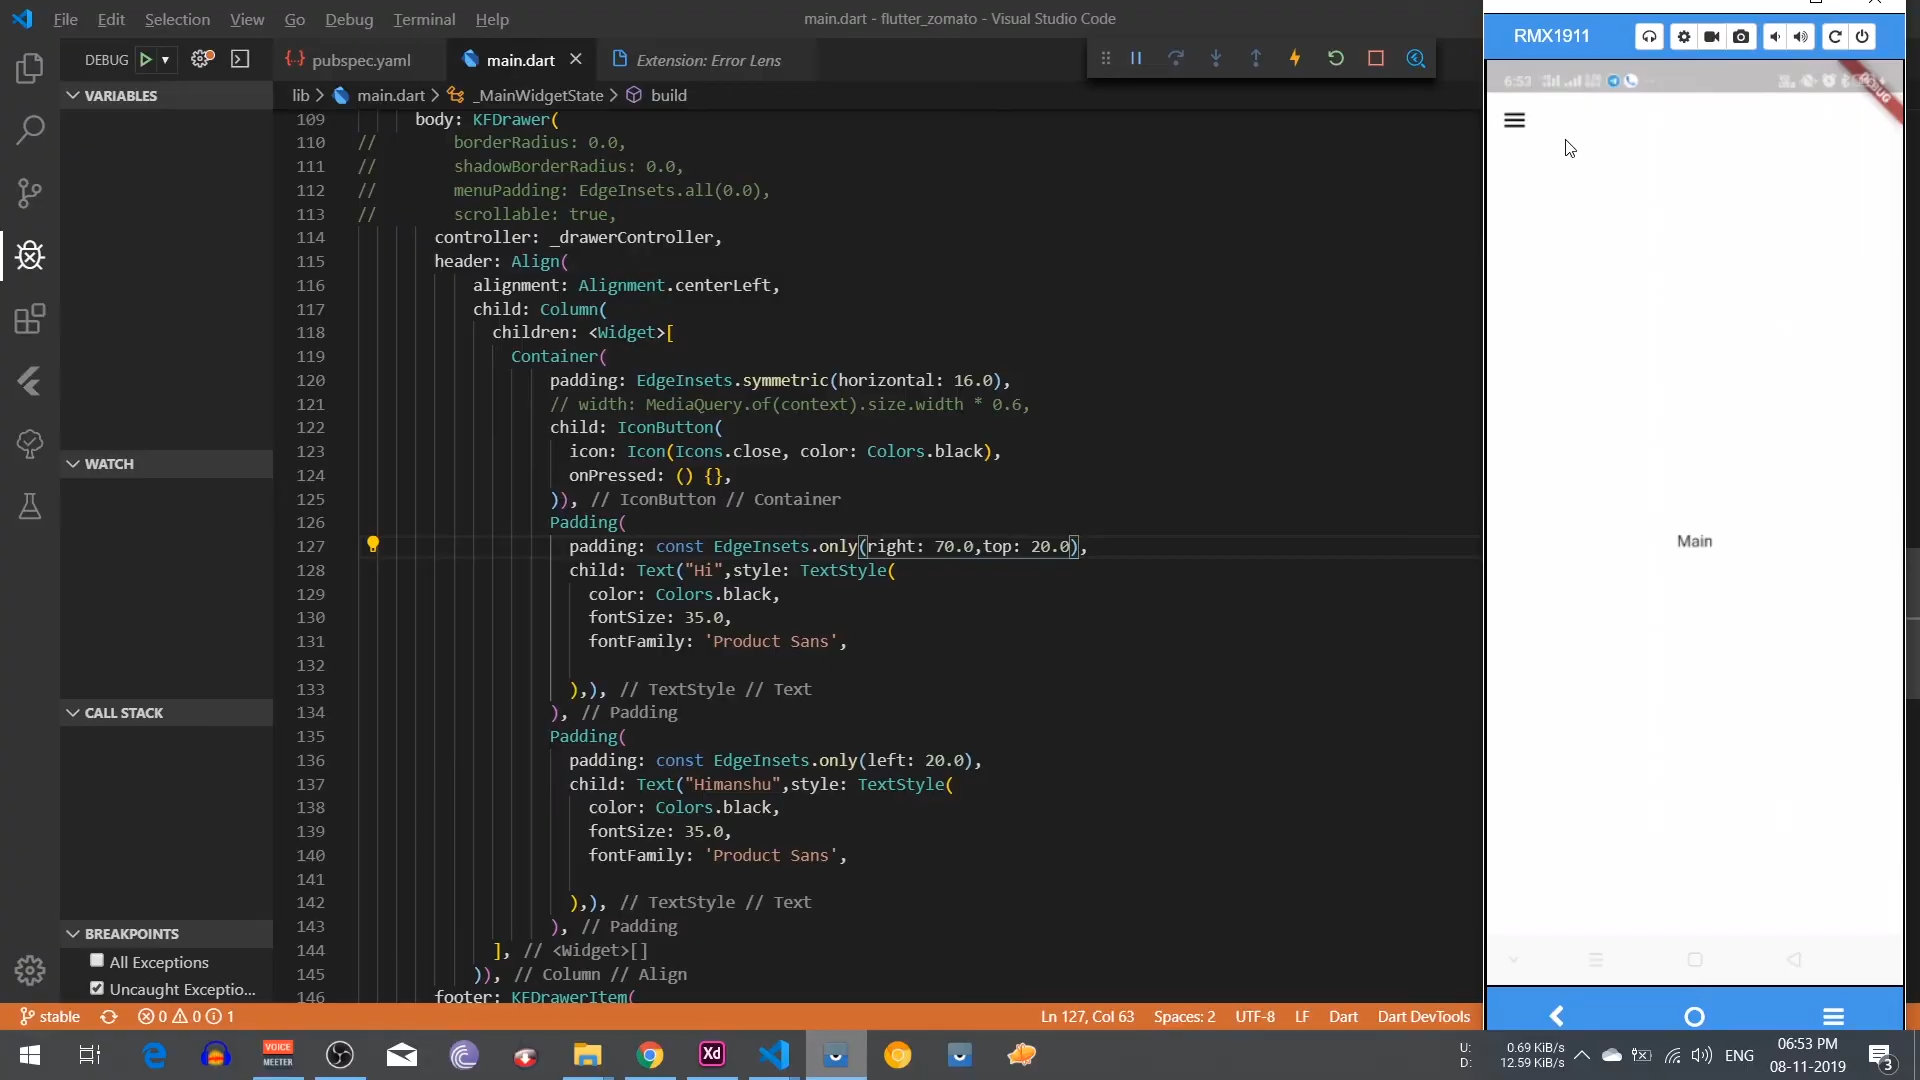 File Edit Selection View Go Debug Terminal Help
main.dart - flutter_zomato - Visual Studio Code
DEBUG
pubspec.yaml
main.dart
Extension: Error Lens
lib > main.dart > _MainWidgetState > build
VARIABLES
WATCH
CALL STACK
BREAKPOINTS
All Exceptions
Uncaught Exceptio...
109 body: KFDrawer(
110 // borderRadius: 0.0,
111 // shadowBorderRadius: 0.0,
112 // menuPadding: EdgeInsets.all(0.0),
113 // scrollable: true,
114 controller: _drawerController,
115 header: Align(
116 alignment: Alignment.centerLeft,
117 child: Column(
118 children: <Widget>[
119 Container(
120 padding: EdgeInsets.symmetric(horizontal: 16.0),
121 // width: MediaQuery.of(context).size.width * 0.6,
122 child: IconButton(
123 icon: Icon(Icons.close, color: Colors.black),
124 onPressed: () {},
125 )), // IconButton // Container
126 Padding(
127 padding: const EdgeInsets.only(right: 70.0,top: 20.0),
128 child: Text("Hi",style: TextStyle(
129 color: Colors.black,
130 fontSize: 35.0,
131 fontFamily: 'Product Sans',
132
133 ),), // TextStyle // Text
134 ), // Padding
135 Padding(
136 padding: const EdgeInsets.only(left: 20.0),
137 child: Text("Himanshu",style: TextStyle(
138 color: Colors.black,
139 fontSize: 35.0,
140 fontFamily: 'Product Sans',
141
142 ),), // TextStyle // Text
143 ), // Padding
144 ], // <Widget>[]
145 )), // Column // Align
146 footer: KFDrawerItem(
RMX1911
6:53
Main
stable
0 0 1
Ln 127, Col 63 Spaces: 2 UTF-8 LF Dart Dart DevTools
VOICE
MEETER
Xd
U: 0.69 KiB/s
D: 12.59 KiB/s
ENG
06:53 PM
08-11-2019
3